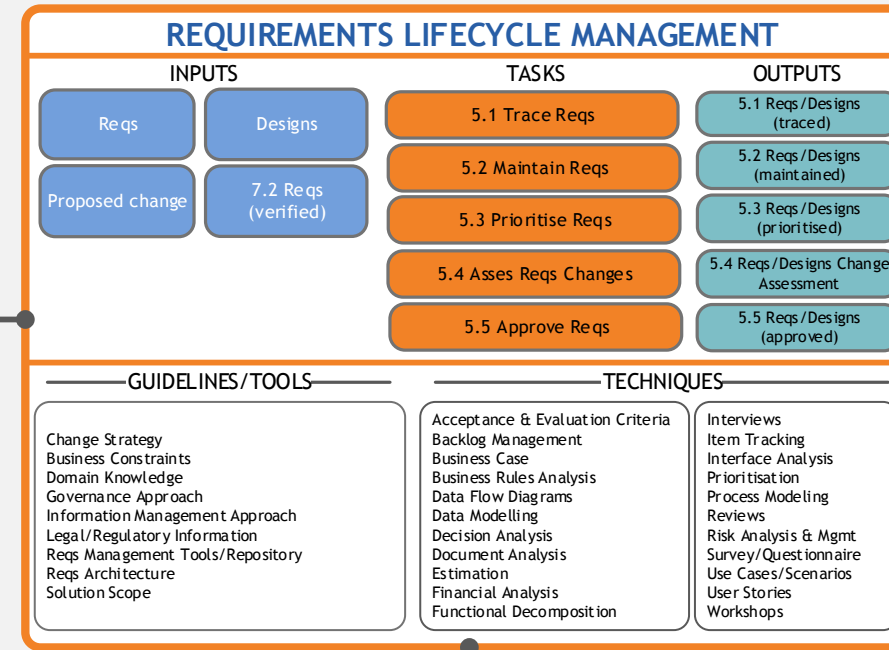 REQUIREMENTS LIFECYCLE MANAGEMENT
INPUTS
Reqs
Designs
Proposed change
7.2 Reqs
(verified)
TASKS
5.1 Trace Reqs
5.2 Maintain Reqs
5.3 Prioritise Reqs
5.4 Asses Reqs Changes
5.5 Approve Reqs
OUTPUTS
5.1 Reqs/Designs
(traced)
5.2 Reqs/Designs
(maintained)
5.3 Reqs/Designs
(prioritised)
5.4 Reqs/Designs Change
Assessment
5.5 Reqs/Designs
(approved)
GUIDELINES/TOOLS
Change Strategy
Business Constraints
Domain Knowledge
Governance Approach
Information Management Approach
Legal/Regulatory Information
Reqs Management Tools/Repository
Reqs Architecture
Solution Scope
TECHNIQUES
Acceptance & Evaluation Criteria
Backlog Management
Business Case
Business Rules Analysis
Data Flow Diagrams
Data Modelling
Decision Analysis
Document Analysis
Estimation
Financial Analysis
Functional Decomposition
Interviews
Item Tracking
Interface Analysis
Prioritisation
Process Modeling
Reviews
Risk Analysis & Mgmt
Survey/Questionnaire
Use Cases/Scenarios
User Stories
Workshops